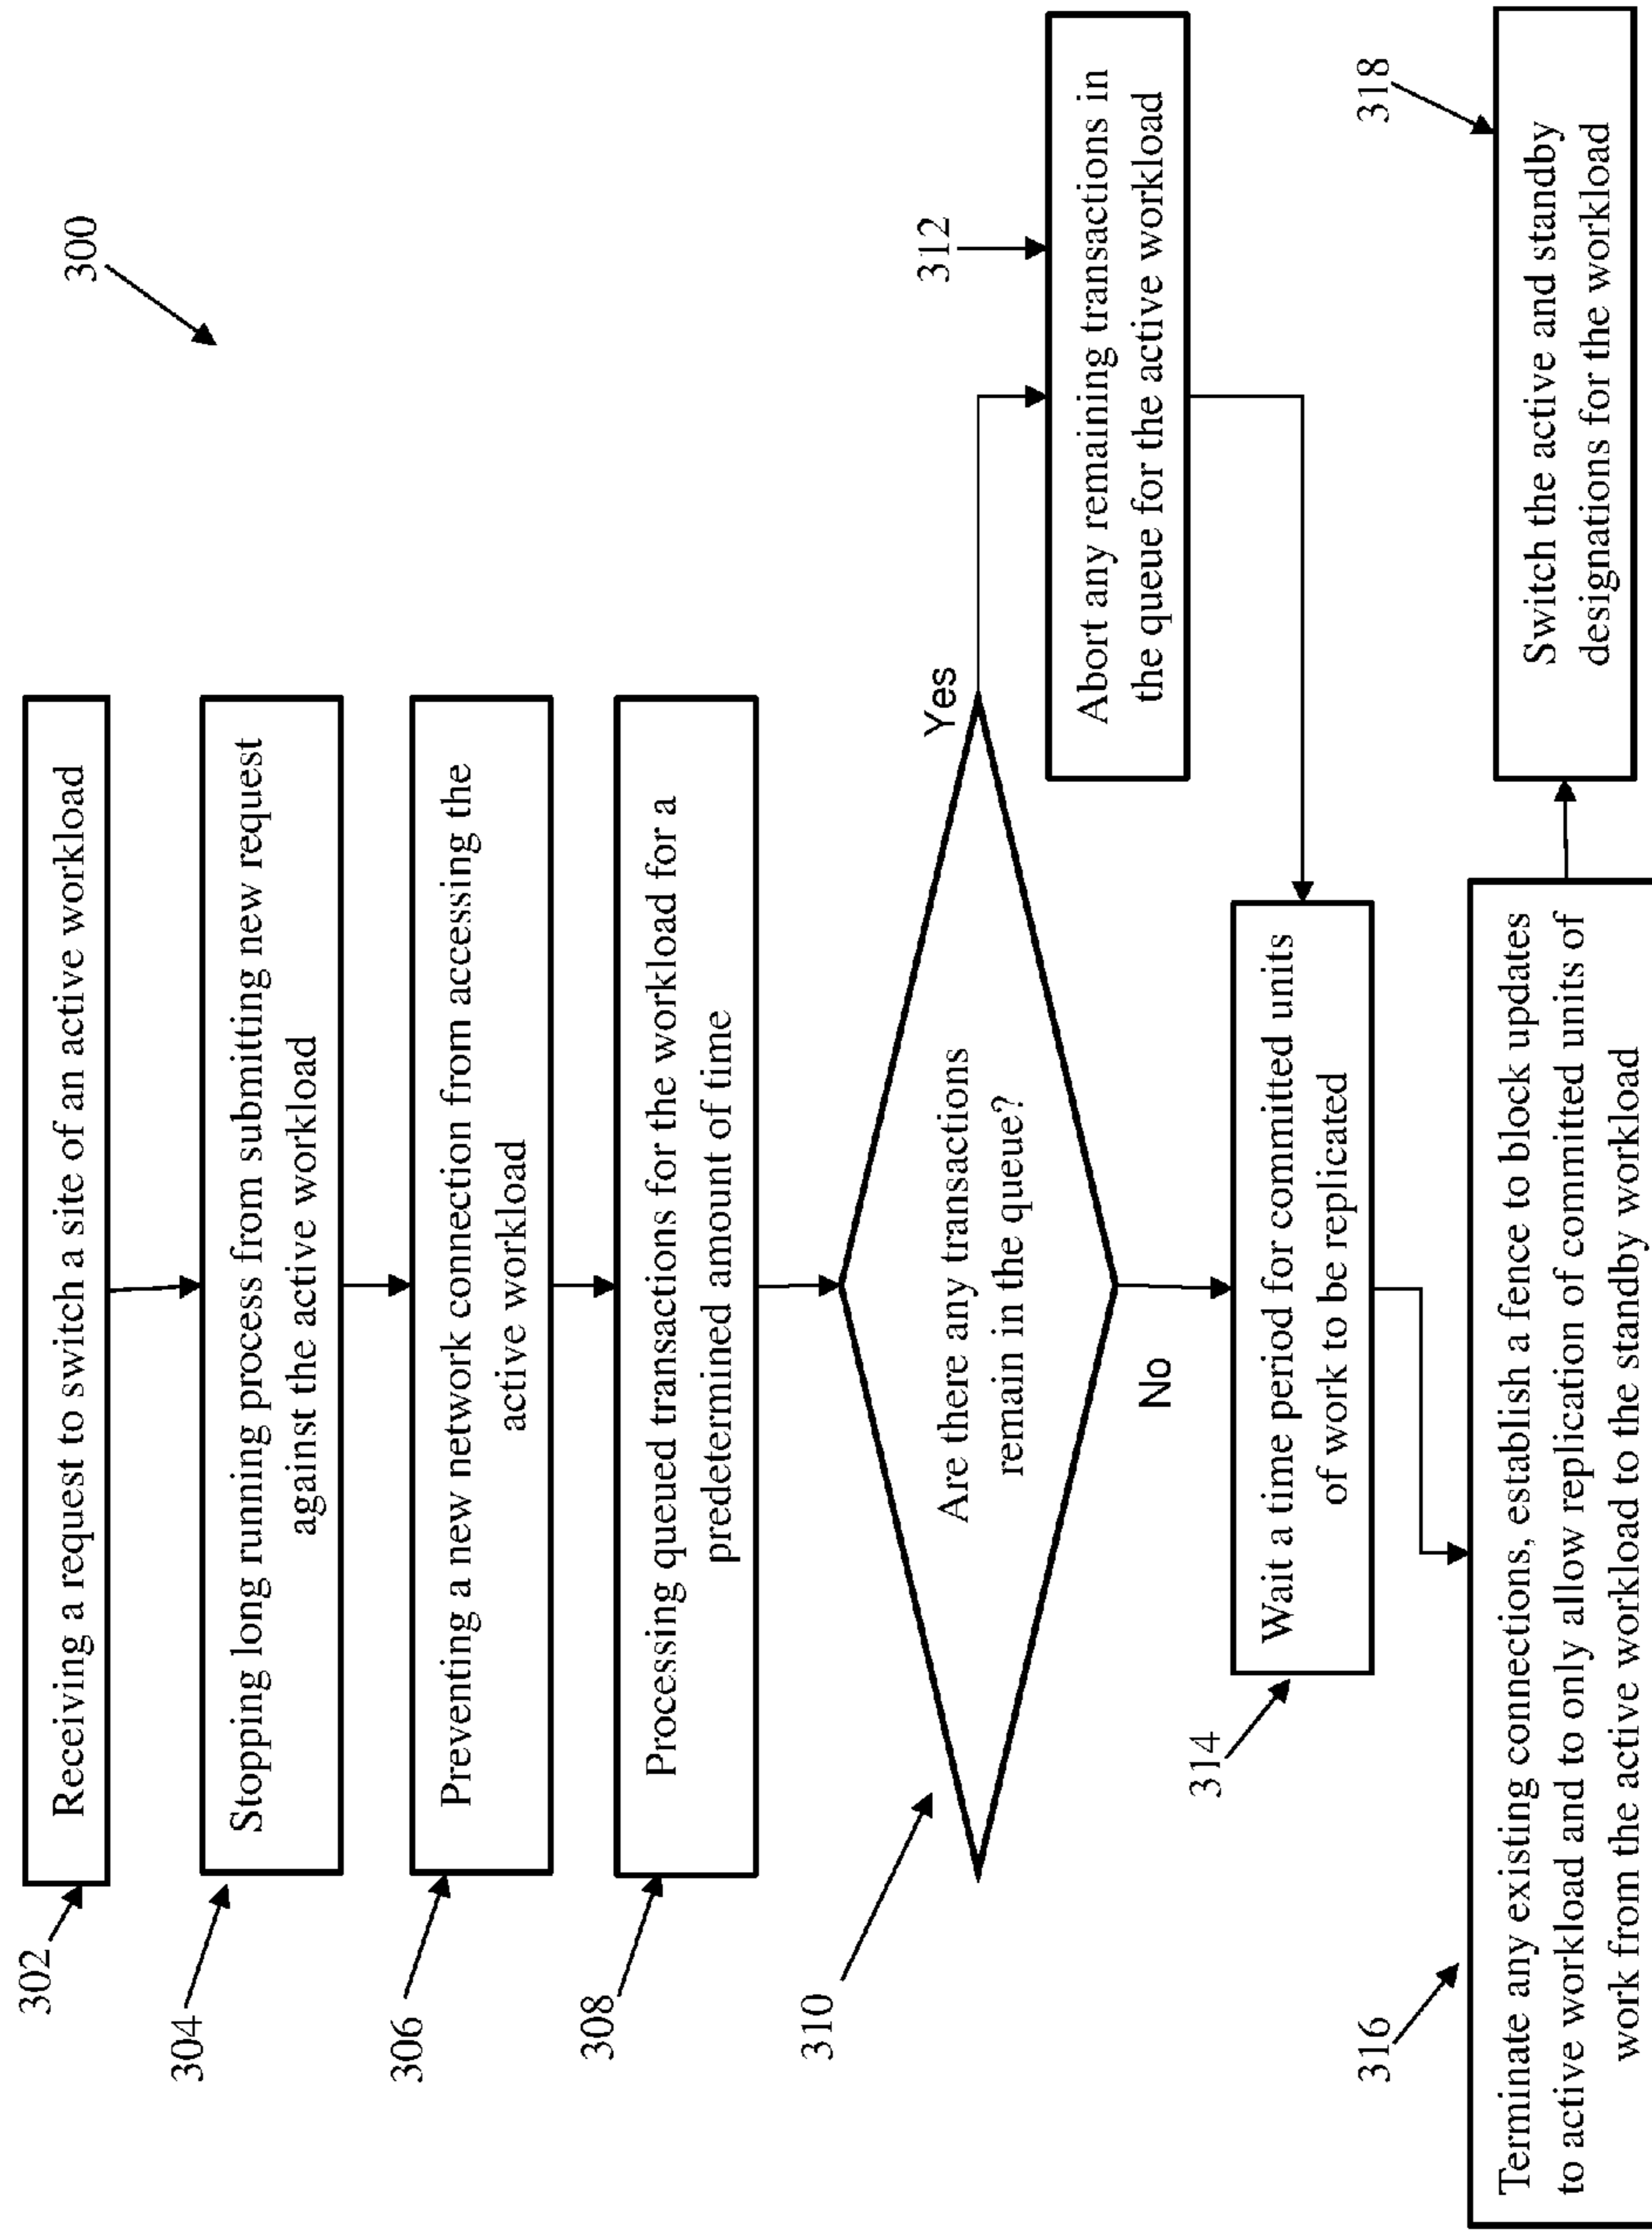 300
302
Receiving a request to switch a site of an active workload
304
Stopping long running process from submitting new request
against the active workload
306
Preventing a new network connection from accessing the
active workload
308
Processing queued transactions for the workload for a
predetermined amount of time
310
Are there any transactions
remain in the queue?
Yes
No
312
Abort any remaining transactions in
the queue for the active workload
314
Wait a time period for committed units
of work to be replicated
316
Terminate any existing connections, establish a fence to block updates
to active workload and to only allow replication of committed units of
work from the active workload to the standby workload
318
Switch the active and standby
designations for the workload